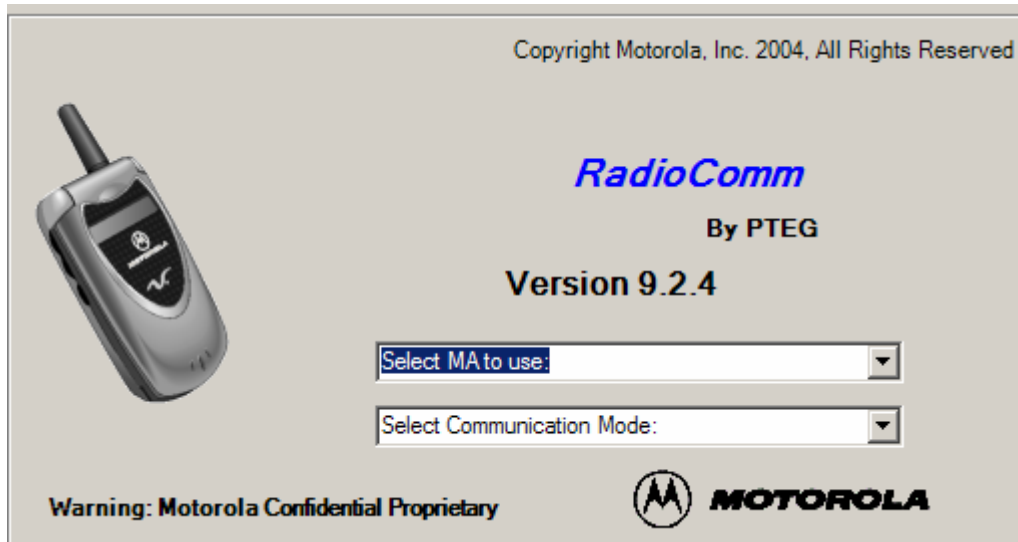 Copyright Motorola, Inc. 2004, All Rights Reserved
RadioComm
By PTEG
MOTOROLA
Version 9.2.4
Select MA to use:
Select Communication Mode:
Warning: Motorola Confidential Proprietary
MOTOROLA